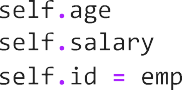 self.age
self.salary
self.id = emp